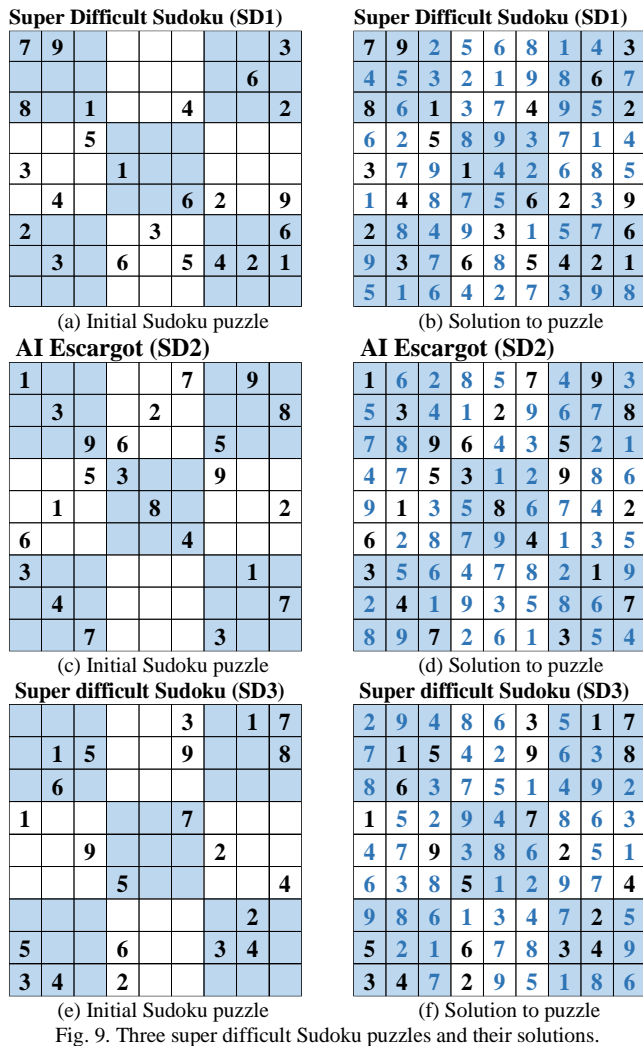 Super Difficult Sudoku (SD1) Super Difficult Sudoku (SD1)
7 9 3 7 9 2 5 6 8 1 4 3
6 4 5 3 2 1 9 8 6 7
8 1 4 2 8 6 1 3 7 4 9 5 2
5 6 2 5 8 9 3 7 1 4
3 1 3 7 9 1 4 2 6 8 5
4 6 2 9 1 4 8 7 5 6 2 3 9
2 3 6 2 8 4 9 3 1 5 7 6
3 6 5 4 2 1 9 3 7 6 8 5 4 2 1
5 1 6 4 2 7 3 9 8
(a) Initial Sudoku puzzle (b) Solution to puzzle
AI Escargot (SD2) AI Escargot (SD2)
1 7 9 1 6 2 8 5 7 4 9 3
3 2 8 5 3 4 1 2 9 6 7 8
9 6 5 7 8 9 6 4 3 5 2 1
5 3 9 4 7 5 3 1 2 9 8 6
1 8 2 9 1 3 5 8 6 7 4 2
6 4 6 2 8 7 9 4 1 3 5
3 1 3 5 6 4 7 8 2 1 9
4 7 2 4 1 9 3 5 8 6 7
7 3 8 9 7 2 6 1 3 5 4
(c) Initial Sudoku puzzle (d) Solution to puzzle
Super difficult Sudoku (SD3) Super difficult Sudoku (SD3)
3 1 7 2 9 4 8 6 3 5 1 7
1 5 9 8 7 1 5 4 2 9 6 3 8
6 8 6 3 7 5 1 4 9 2
1 7 1 5 2 9 4 7 8 6 3
9 2 4 7 9 3 8 6 2 5 1
5 4 6 3 8 5 1 2 9 7 4
2 9 8 6 1 3 4 7 2 5
5 6 3 4 5 2 1 6 7 8 3 4 9
3 4 2 3 4 7 2 9 5 1 8 6
(e) Initial Sudoku puzzle (f) Solution to puzzle
Fig. 9. Three super difficult Sudoku puzzles and their solutions.